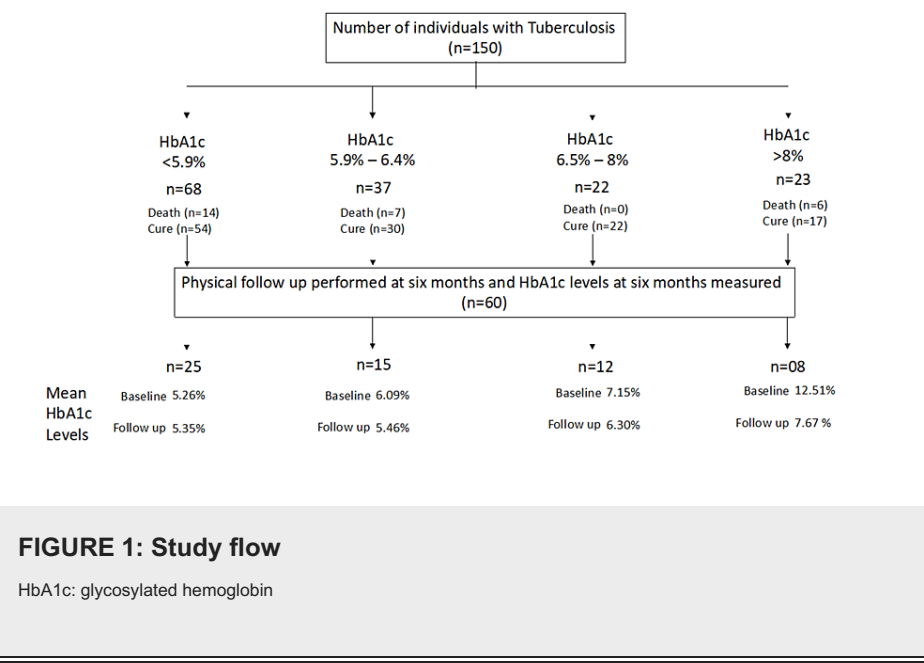 Number of individuals with Tuberculosis
(n=150)
HbA1c
<5.9%
n=68
Death (n=14)
Cure (n=54)
HbA1c
5.9% – 6.4%
n=37
Death (n=7)
Cure (n=30)
HbA1c
6.5% – 8%
n=22
Death (n=0)
Cure (n=22)
HbA1c
>8%
n=23
Death (n=6)
Cure (n=17)
Physical follow up performed at six months and HbA1c levels at six months measured
(n=60)
n=25
n=15
n=12
n=08
Mean
HbA1c
Levels
Baseline 5.26%
Baseline 6.09%
Baseline 7.15%
Baseline 12.51%
Follow up 5.35%
Follow up 5.46%
Follow up 6.30%
Follow up 7.67 %
FIGURE 1: Study flow
HbA1c: glycosylated hemoglobin